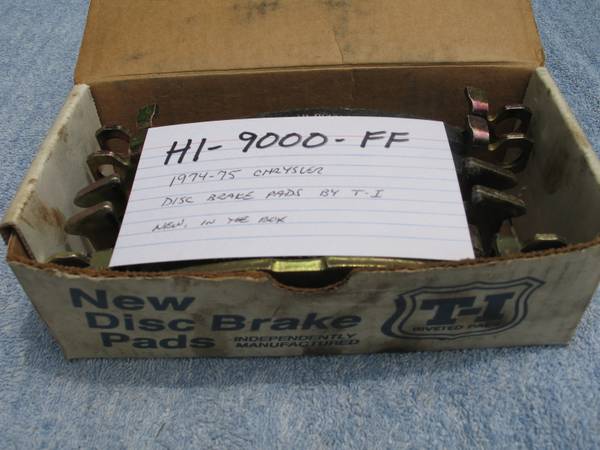 HI-9000-FF
1974-75 CHRYSLER
DISC BRAKE PADS BY T-I
NEW, IN THE BOX
New
Disc Brake
Pads
INDEPENDENTLY
MANUFACTURED
T-I
RIVETED PADS